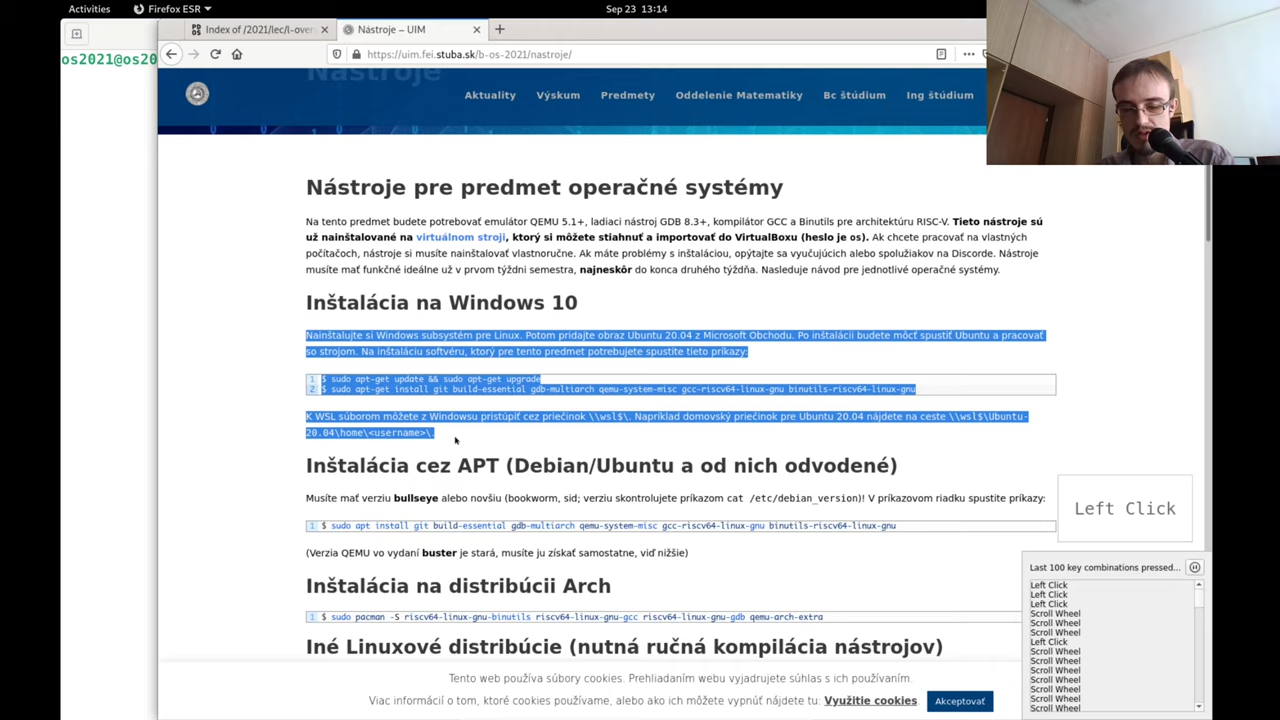 Activities
Firefox ESR
Sep 23 13:14
os2021@os20
Index of /2021/lec/l-over
Nástroje – UIM
https://uim.fei.stuba.sk/b-os-2021/nastroje/
Nástroje
Aktuality Výskum Predmety Oddelenie Matematiky Bc štúdium Ing štúdium
Nástroje pre predmet operačné systémy
Na tento predmet budete potrebovať emulátor QEMU 5.1+, ladiaci nástroj GDB 8.3+, kompilátor GCC a Binutils pre architektúru RISC-V. Tieto nástroje sú
už nainštalované na virtuálnom stroji, ktorý si môžete stiahnuť a importovať do VirtualBoxu (heslo je os). Ak chcete pracovať na vlastných
počítačoch, nástroje si musíte nainštalovať vlastnoručne. Ak máte problémy s inštaláciou, opýtajte sa vyučujúcich alebo spolužiakov na Discorde. Nástroje
musíte mať funkčné ideálne už v prvom týždni semestra, najneskôr do konca druhého týždňa. Nasleduje návod pre jednotlivé operačné systémy.
Inštalácia na Windows 10
Nainštalujte si Windows subsystém pre Linux. Potom pridajte obraz Ubuntu 20.04 z Microsoft Obchodu. Po inštalácii budete môcť spustiť Ubuntu a pracovať
so strojom. Na inštaláciu softvéru, ktorý pre tento predmet potrebujete spustite tieto príkazy:
1 $ sudo apt-get update && sudo apt-get upgrade
2 $ sudo apt-get install git build-essential gdb-multiarch qemu-system-misc gcc-riscv64-linux-gnu binutils-riscv64-linux-gnu
K WSL súborom môžete z Windowsu pristúpiť cez priečinok \\wsl$\. Napríklad domovský priečinok pre Ubuntu 20.04 nájdete na ceste \\wsl$\Ubuntu-
20.04\home\<username>\.
Inštalácia cez APT (Debian/Ubuntu a od nich odvodené)
Musíte mať verziu bullseye alebo novšiu (bookworm, sid; verziu skontrolujete príkazom cat /etc/debian_version)! V príkazovom riadku spustite príkazy:
1 $ sudo apt install git build-essential gdb-multiarch qemu-system-misc gcc-riscv64-linux-gnu binutils-riscv64-linux-gnu
(Verzia QEMU vo vydaní buster je stará, musíte ju získať samostatne, viď nižšie)
Inštalácia na distribúcii Arch
1 $ sudo pacman -S riscv64-linux-gnu-binutils riscv64-linux-gnu-gcc riscv64-linux-gnu-gdb qemu-arch-extra
Iné Linuxové distribúcie (nutná ručná kompilácia nástrojov)
Tento web používa súbory cookies. Prehliadaním webu vyjadrujete súhlas s ich používaním.
Viac informácií o tom, ktoré cookies používame, alebo ako ich môžete vypnúť nájdete tu: Využitie cookies
Akceptovať
Left Click
Last 100 key combinations pressed...
Left Click
Left Click
Left Click
Scroll Wheel
Scroll Wheel
Scroll Wheel
Left Click
Scroll Wheel
Scroll Wheel
Scroll Wheel
Scroll Wheel
Scroll Wheel
Scroll Wheel
Scroll Wheel